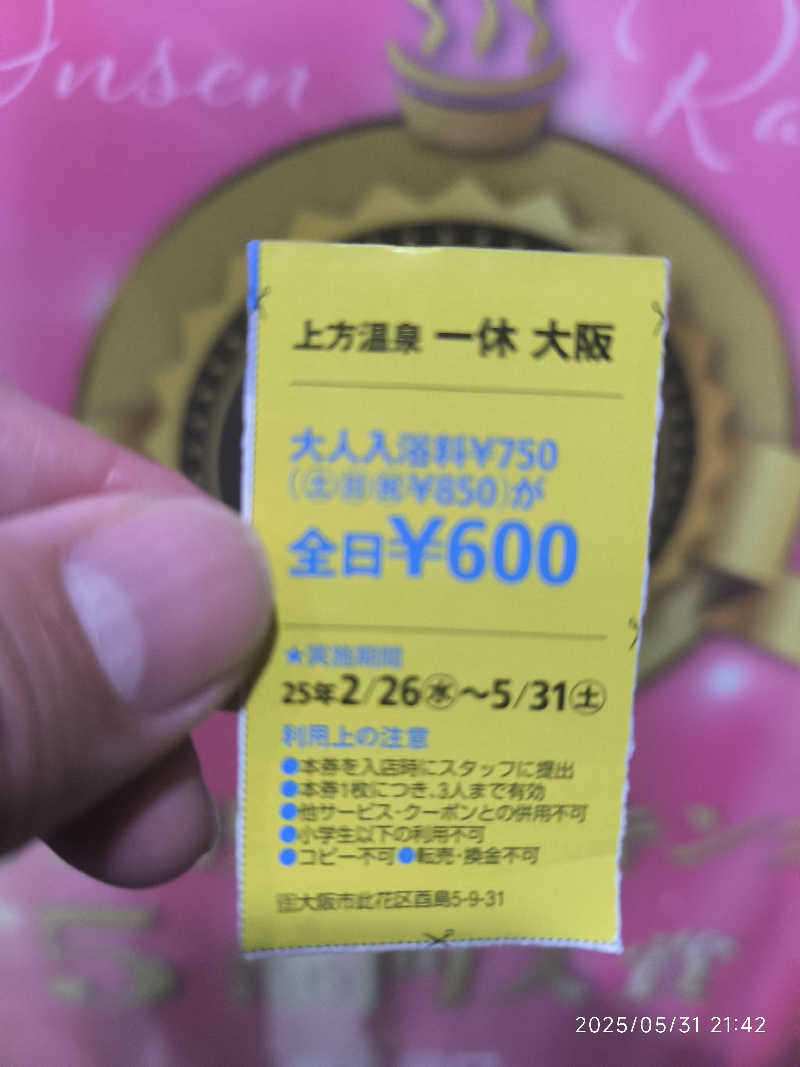 Onsen
上方温泉 一休 大阪
大人入浴料¥750
(㊏㊐㊗¥850)が
全日¥600
★実施期間
25年2/26㊌～5/31㊏
利用上の注意
●本券を入店時にスタッフに提出
●本券1枚につき、3人まで有効
●他サービス・クーポンとの併用不可
●小学生以下の利用不可
●コピー不可●転売・換金不可
大阪市此花区酉島5-9-31
2025/05/31 21:42